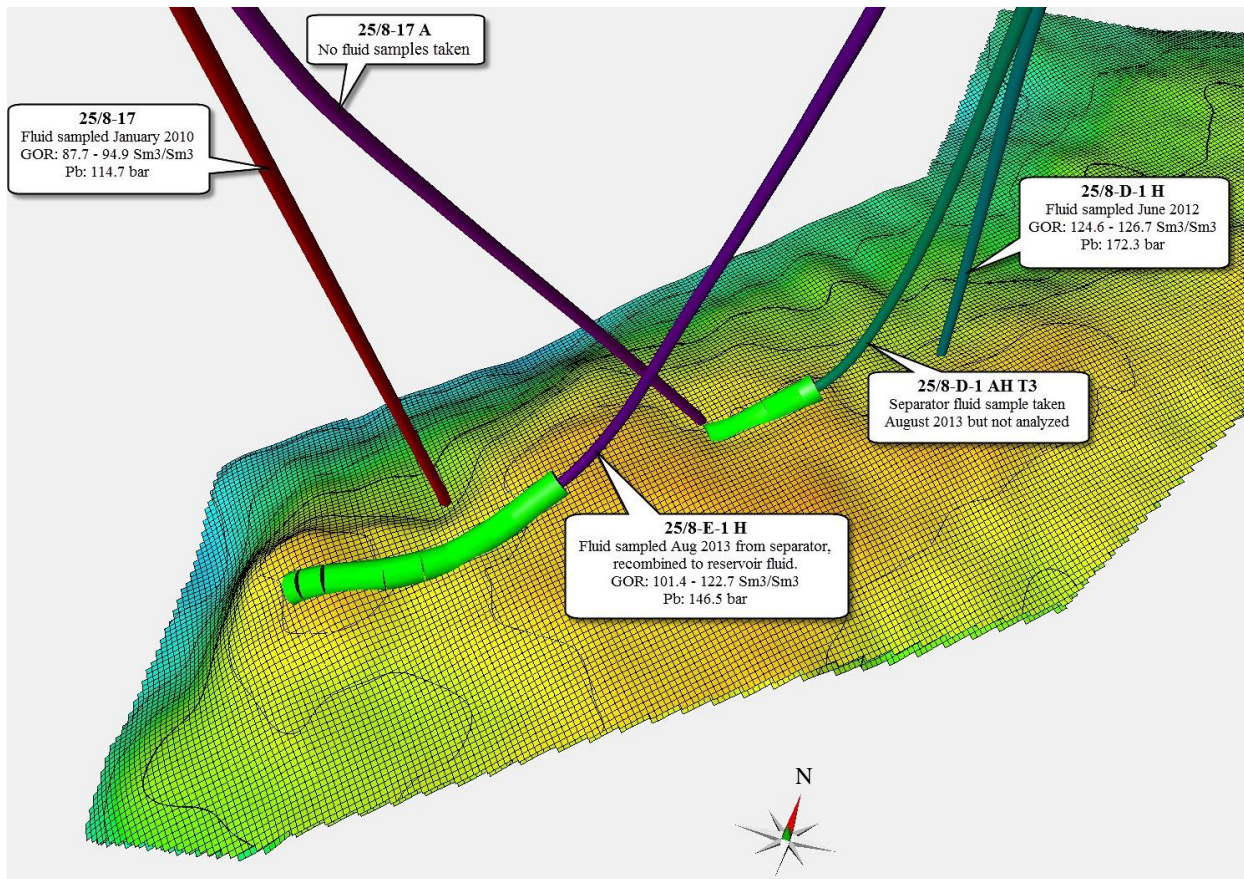 25/8-17 A
No fluid samples taken
25/8-17
Fluid sampled January 2010
GOR: 87.7 - 94.9 Sm3/Sm3
Pb: 114.7 bar
25/8-D-1 H
Fluid sampled June 2012
GOR: 124.6 - 126.7 Sm3/Sm3
Pb: 172.3 bar
25/8-D-1 AH T3
Separator fluid sample taken
August 2013 but not analyzed
25/8-E-1 H
Fluid sampled Aug 2013 from separator,
recombined to reservoir fluid.
GOR: 101.4 - 122.7 Sm3/Sm3
Pb: 146.5 bar
N